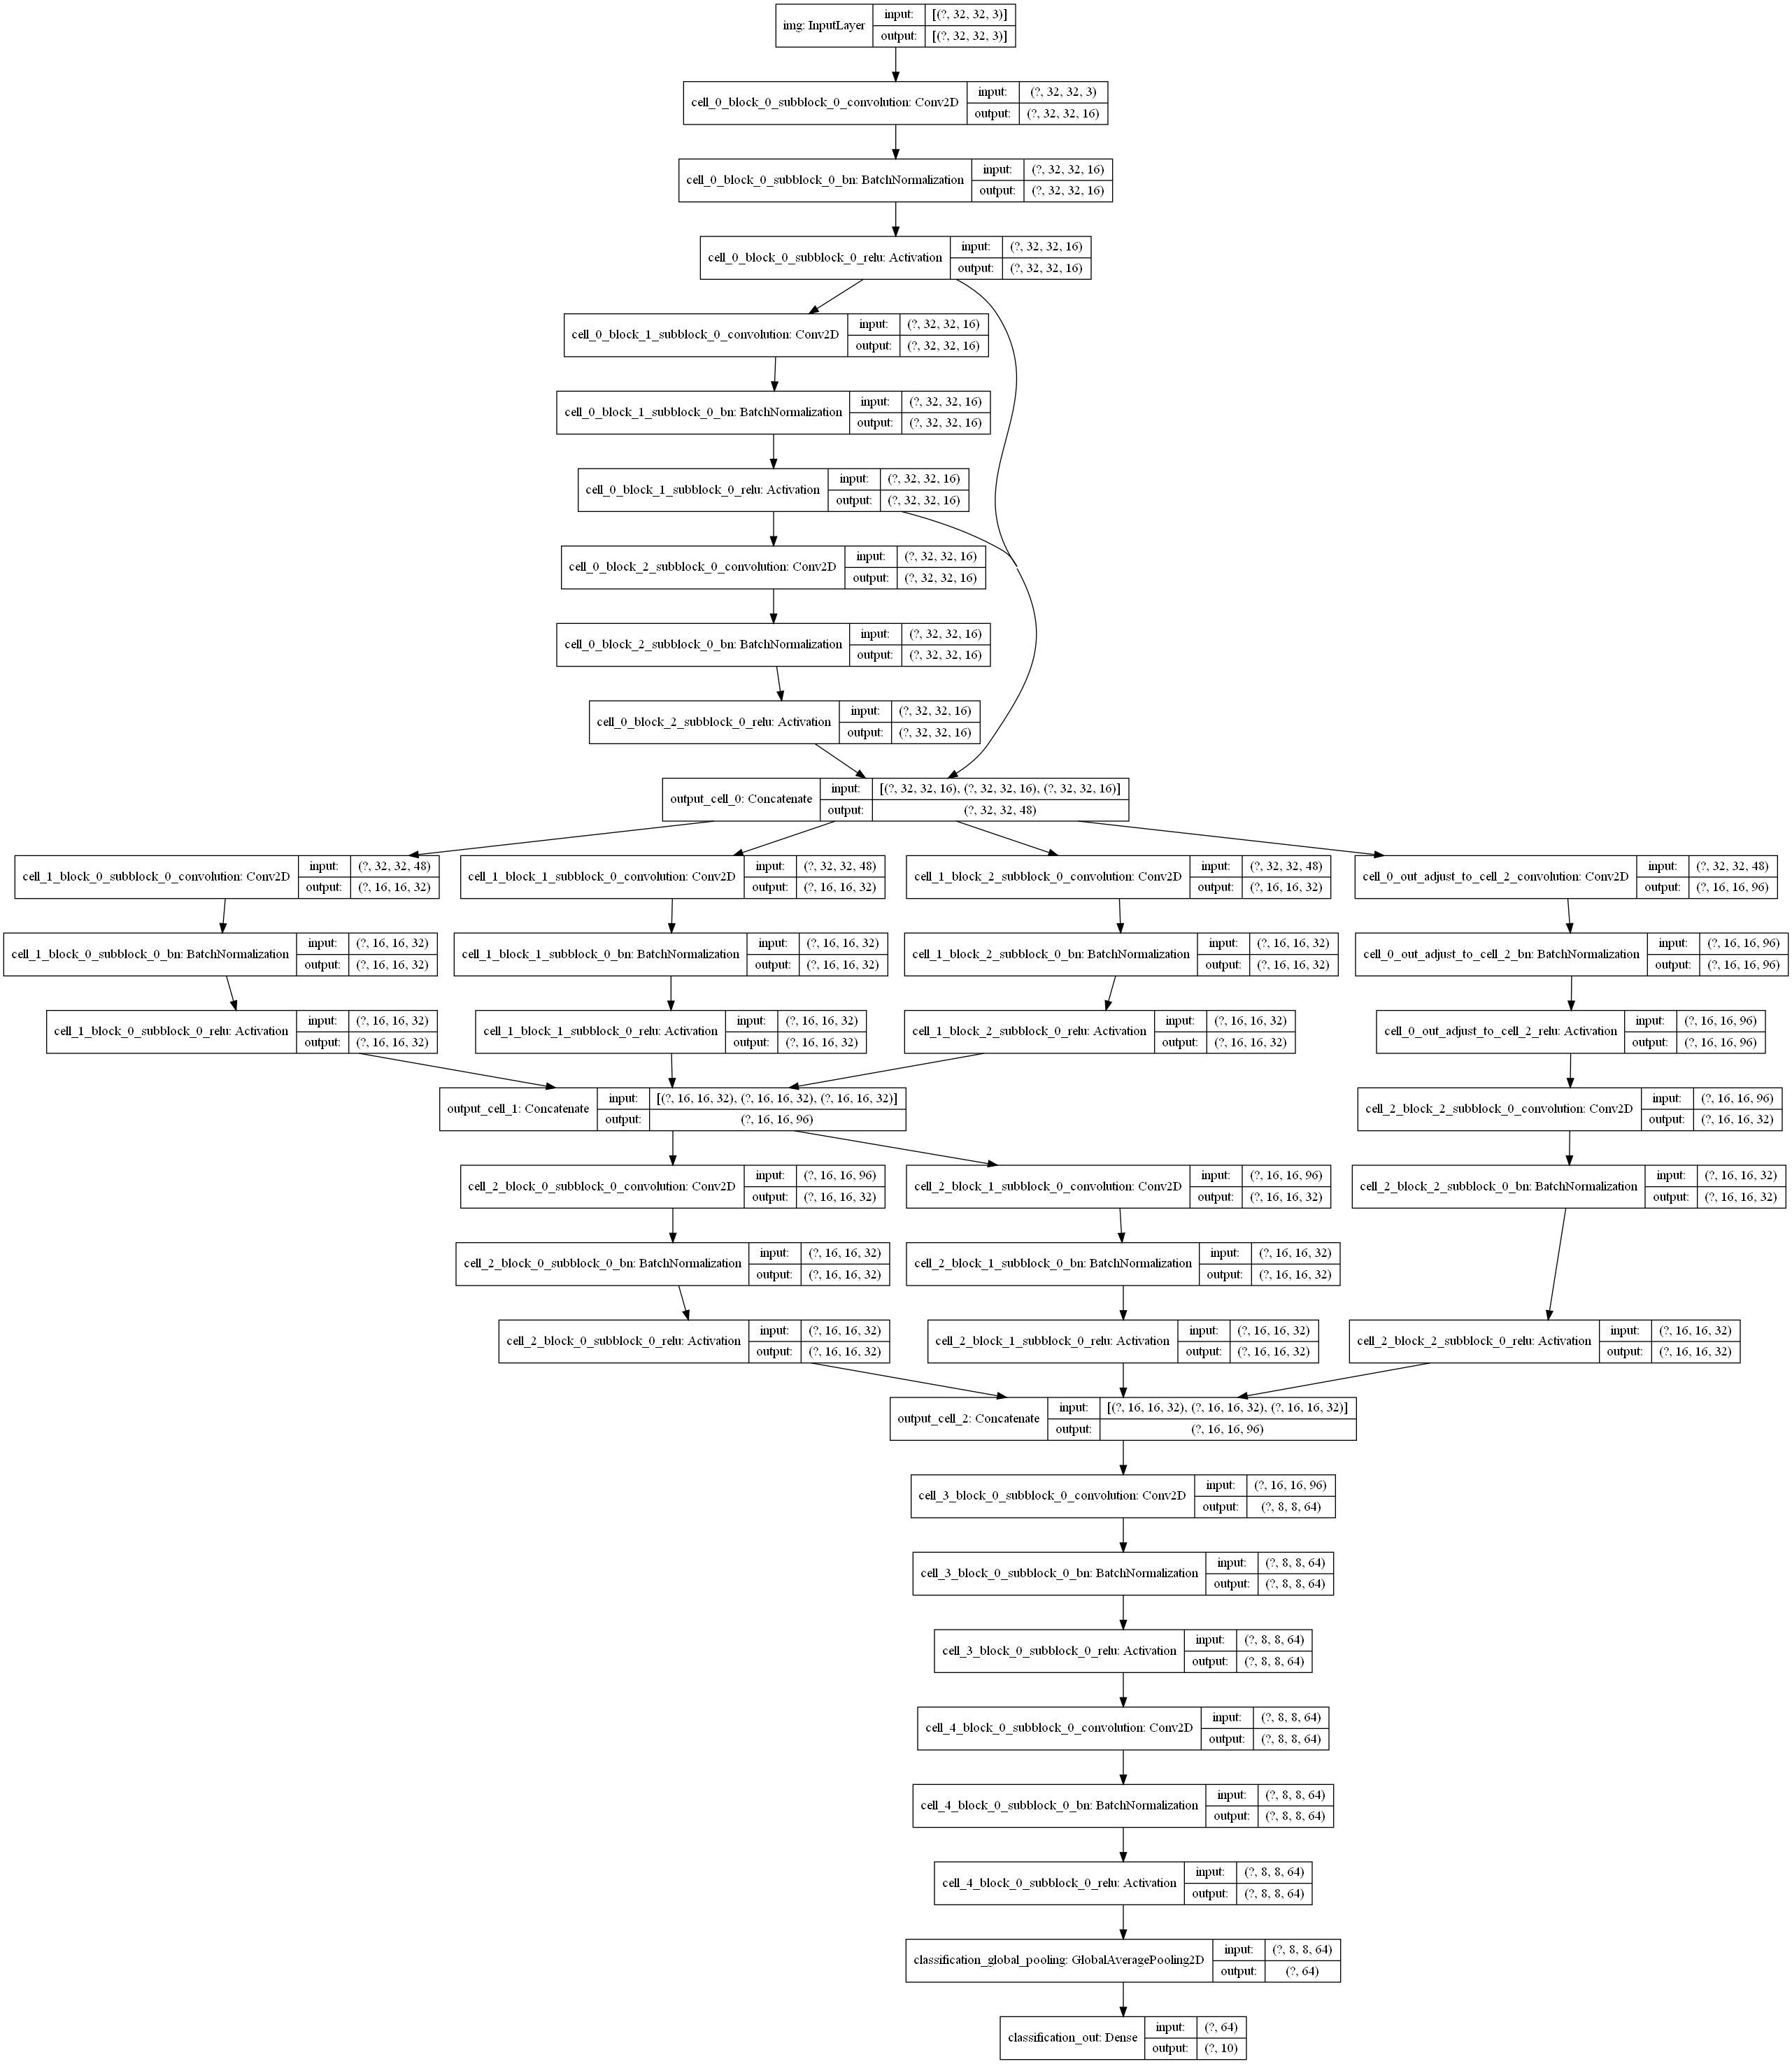 img: InputLayer input: [(?, 32, 32, 3)]
output: [(?, 32, 32, 3)]
cell_0_block_0_subblock_0_convolution: Conv2D input: (?, 32, 32, 3)
output: (?, 32, 32, 16)
cell_0_block_0_subblock_0_bn: BatchNormalization input: (?, 32, 32, 16)
output: (?, 32, 32, 16)
cell_0_block_0_subblock_0_relu: Activation input: (?, 32, 32, 16)
output: (?, 32, 32, 16)
cell_0_block_1_subblock_0_convolution: Conv2D input: (?, 32, 32, 16)
output: (?, 32, 32, 16)
cell_0_block_1_subblock_0_bn: BatchNormalization input: (?, 32, 32, 16)
output: (?, 32, 32, 16)
cell_0_block_1_subblock_0_relu: Activation input: (?, 32, 32, 16)
output: (?, 32, 32, 16)
cell_0_block_2_subblock_0_convolution: Conv2D input: (?, 32, 32, 16)
output: (?, 32, 32, 16)
cell_0_block_2_subblock_0_bn: BatchNormalization input: (?, 32, 32, 16)
output: (?, 32, 32, 16)
cell_0_block_2_subblock_0_relu: Activation input: (?, 32, 32, 16)
output: (?, 32, 32, 16)
output_cell_0: Concatenate input: [(?, 32, 32, 16), (?, 32, 32, 16), (?, 32, 32, 16)]
output: (?, 32, 32, 48)
cell_1_block_0_subblock_0_convolution: Conv2D input: (?, 32, 32, 48)
output: (?, 16, 16, 32)
cell_1_block_1_subblock_0_convolution: Conv2D input: (?, 32, 32, 48)
output: (?, 16, 16, 32)
cell_1_block_2_subblock_0_convolution: Conv2D input: (?, 32, 32, 48)
output: (?, 16, 16, 32)
cell_0_out_adjust_to_cell_2_convolution: Conv2D input: (?, 32, 32, 48)
output: (?, 16, 16, 96)
cell_1_block_0_subblock_0_bn: BatchNormalization input: (?, 16, 16, 32)
output: (?, 16, 16, 32)
cell_1_block_1_subblock_0_bn: BatchNormalization input: (?, 16, 16, 32)
output: (?, 16, 16, 32)
cell_1_block_2_subblock_0_bn: BatchNormalization input: (?, 16, 16, 32)
output: (?, 16, 16, 32)
cell_0_out_adjust_to_cell_2_bn: BatchNormalization input: (?, 16, 16, 96)
output: (?, 16, 16, 96)
cell_1_block_0_subblock_0_relu: Activation input: (?, 16, 16, 32)
output: (?, 16, 16, 32)
cell_1_block_1_subblock_0_relu: Activation input: (?, 16, 16, 32)
output: (?, 16, 16, 32)
cell_1_block_2_subblock_0_relu: Activation input: (?, 16, 16, 32)
output: (?, 16, 16, 32)
cell_0_out_adjust_to_cell_2_relu: Activation input: (?, 16, 16, 96)
output: (?, 16, 16, 96)
output_cell_1: Concatenate input: [(?, 16, 16, 32), (?, 16, 16, 32), (?, 16, 16, 32)]
output: (?, 16, 16, 96)
cell_2_block_2_subblock_0_convolution: Conv2D input: (?, 16, 16, 96)
output: (?, 16, 16, 32)
cell_2_block_0_subblock_0_convolution: Conv2D input: (?, 16, 16, 96)
output: (?, 16, 16, 32)
cell_2_block_1_subblock_0_convolution: Conv2D input: (?, 16, 16, 96)
output: (?, 16, 16, 32)
cell_2_block_2_subblock_0_bn: BatchNormalization input: (?, 16, 16, 32)
output: (?, 16, 16, 32)
cell_2_block_0_subblock_0_bn: BatchNormalization input: (?, 16, 16, 32)
output: (?, 16, 16, 32)
cell_2_block_1_subblock_0_bn: BatchNormalization input: (?, 16, 16, 32)
output: (?, 16, 16, 32)
cell_2_block_0_subblock_0_relu: Activation input: (?, 16, 16, 32)
output: (?, 16, 16, 32)
cell_2_block_1_subblock_0_relu: Activation input: (?, 16, 16, 32)
output: (?, 16, 16, 32)
cell_2_block_2_subblock_0_relu: Activation input: (?, 16, 16, 32)
output: (?, 16, 16, 32)
output_cell_2: Concatenate input: [(?, 16, 16, 32), (?, 16, 16, 32), (?, 16, 16, 32)]
output: (?, 16, 16, 96)
cell_3_block_0_subblock_0_convolution: Conv2D input: (?, 16, 16, 96)
output: (?, 8, 8, 64)
cell_3_block_0_subblock_0_bn: BatchNormalization input: (?, 8, 8, 64)
output: (?, 8, 8, 64)
cell_3_block_0_subblock_0_relu: Activation input: (?, 8, 8, 64)
output: (?, 8, 8, 64)
cell_4_block_0_subblock_0_convolution: Conv2D input: (?, 8, 8, 64)
output: (?, 8, 8, 64)
cell_4_block_0_subblock_0_bn: BatchNormalization input: (?, 8, 8, 64)
output: (?, 8, 8, 64)
cell_4_block_0_subblock_0_relu: Activation input: (?, 8, 8, 64)
output: (?, 8, 8, 64)
classification_global_pooling: GlobalAveragePooling2D input: (?, 8, 8, 64)
output: (?, 64)
classification_out: Dense input: (?, 64)
output: (?, 10)